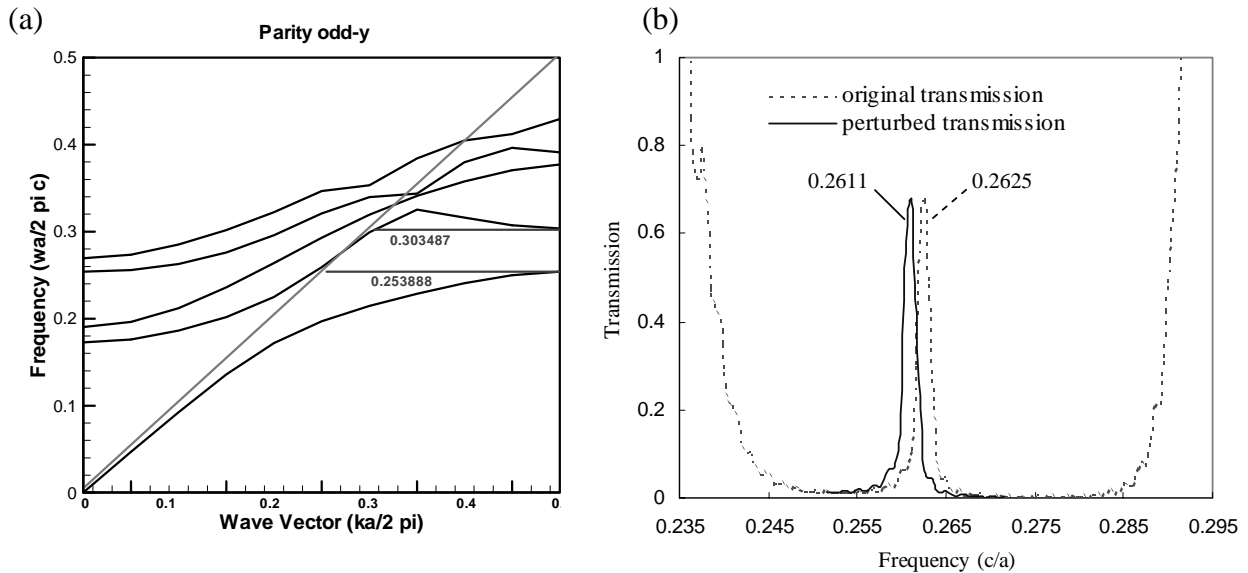 (a)
Parity odd-y
Frequency (wa/2 pi c)
0.5
0.4
0.3
0.2
0.1
0
0.303487
0.253888
0 0.1 0.2 0.3 0.4 0.
Wave Vector (ka/2 pi)
(b)
Transmission
1
0.8
0.6
0.4
0.2
0
original transmission
perturbed transmission
0.2611
0.2625
0.235 0.245 0.255 0.265 0.275 0.285 0.295
Frequency (c/a)